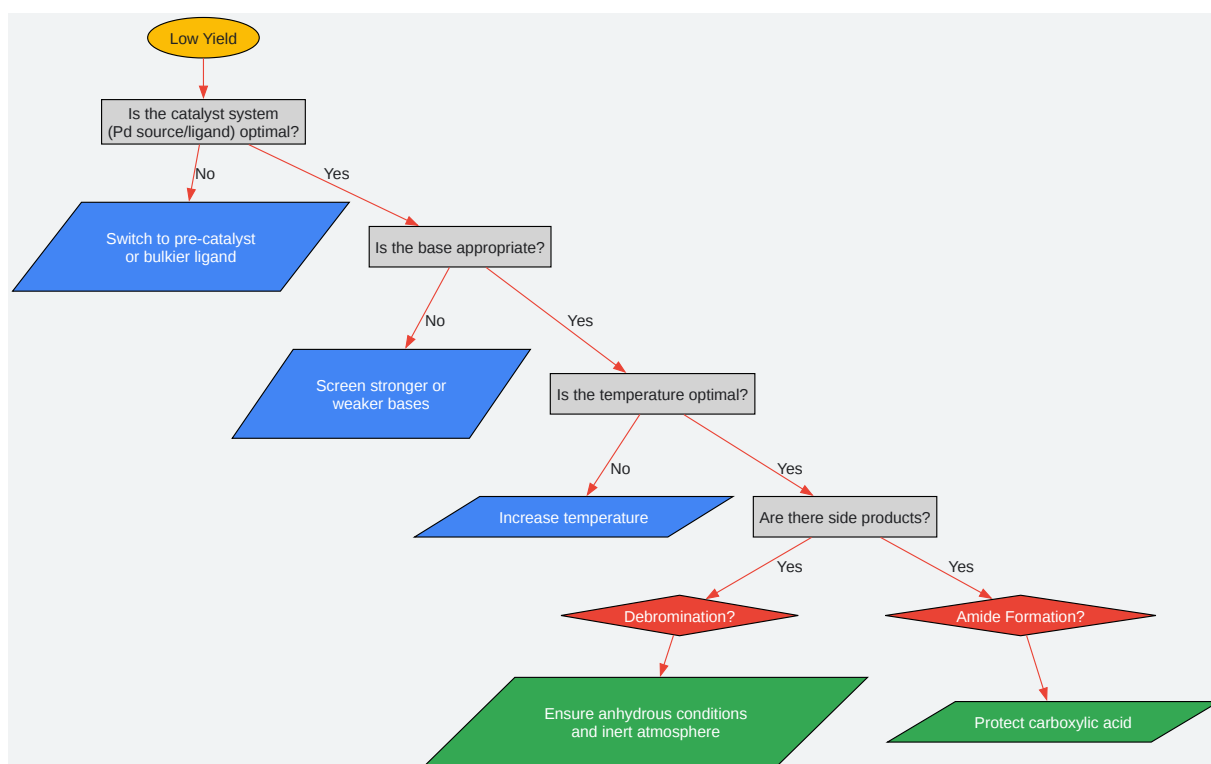 Low Yield
Is the catalyst system
(Pd source/ligand) optimal?
No
Yes
Switch to pre-catalyst
or bulkier ligand
Is the base appropriate?
No
Yes
Screen stronger or
weaker bases
Is the temperature optimal?
No
Yes
Increase temperature
Are there side products?
Yes
Yes
Debromination?
Amide Formation?
Ensure anhydrous conditions
and inert atmosphere
Protect carboxylic acid